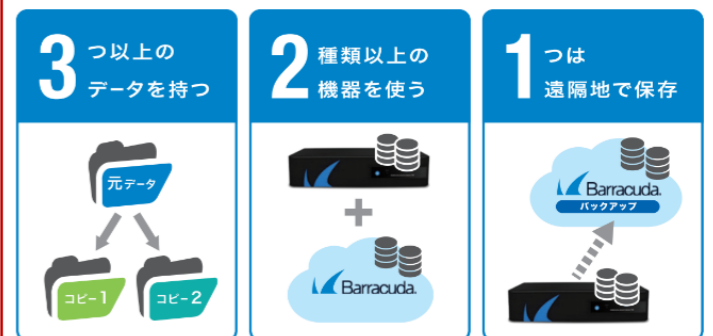 3つ以上の
データを持つ
元データ
コピー1
コピー2
2種類以上の
機器を使う
Barracuda.
1つは
遠隔地で保存
Barracuda.
バックアップ